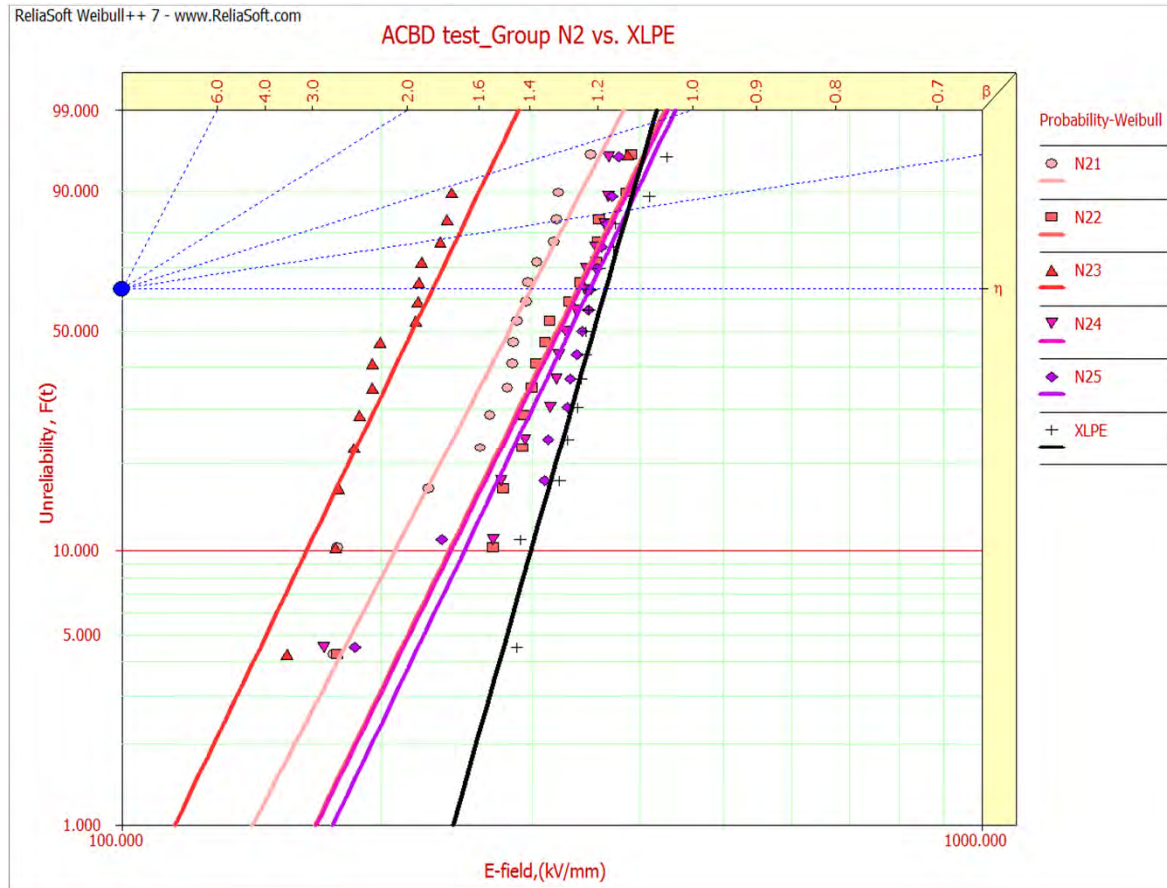 ReliaSoft Weibull++ 7 - www.ReliaSoft.com
ACBD test_Group N2 vs. XLPE
6.0 4.0 3.0 2.0 1.6 1.4 1.2 1.0 0.9 0.8 0.7 β
99.000
90.000
50.000
10.000
5.000
1.000
Unreliability, F(t)
η
100.000 1000.000
E-field,(kV/mm)
Probability-Weibull
N21
N22
N23
N24
N25
XLPE